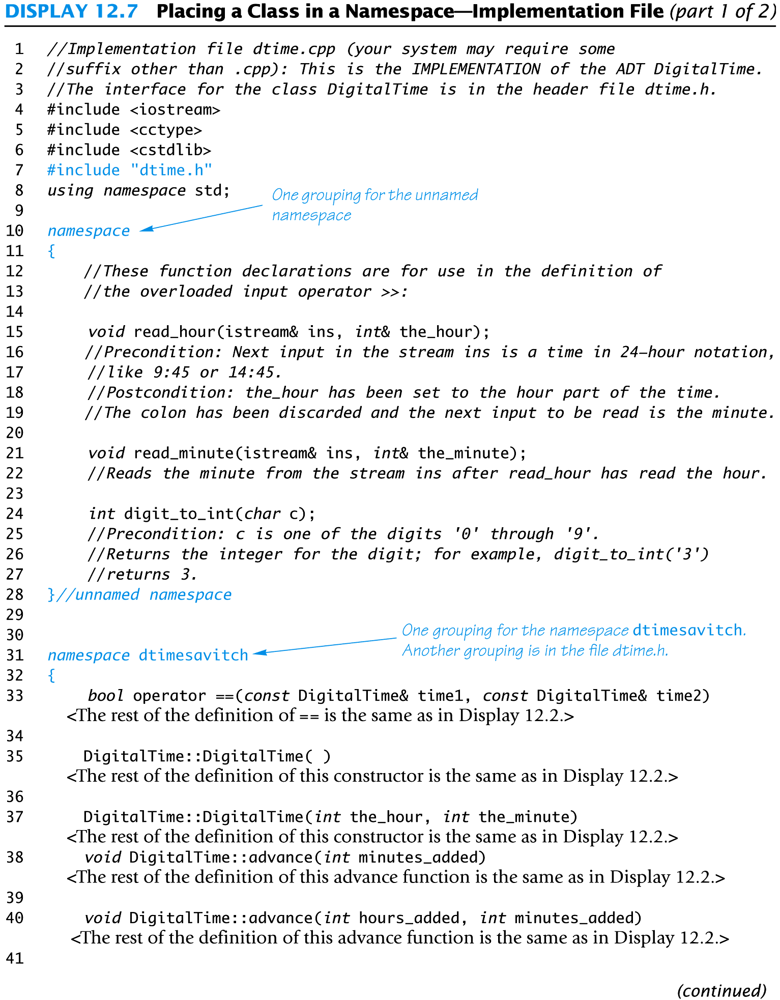 DISPLAY 12.7 Placing a Class in a Namespace—Implementation File (part 1 of 2)
1 //Implementation file dtime.cpp (your system may require some
2 //suffix other than .cpp): This is the IMPLEMENTATION of the ADT DigitalTime.
3 //The interface for the class DigitalTime is in the header file dtime.h.
4 #include <iostream>
5 #include <cctype>
6 #include <cstdlib>
7 #include "dtime.h"
8 using namespace std;
One grouping for the unnamed
namespace
9
10 namespace
11 {
12 //These function declarations are for use in the definition of
13 //the overloaded input operator >>:
14
15 void read_hour(istream& ins, int& the_hour);
16 //Precondition: Next input in the stream ins is a time in 24–hour notation,
17 //like 9:45 or 14:45.
18 //Postcondition: the_hour has been set to the hour part of the time.
19 //The colon has been discarded and the next input to be read is the minute.
20
21 void read_minute(istream& ins, int& the_minute);
22 //Reads the minute from the stream ins after read_hour has read the hour.
23
24 int digit_to_int(char c);
25 //Precondition: c is one of the digits '0' through '9'.
26 //Returns the integer for the digit; for example, digit_to_int('3')
27 //returns 3.
28 }//unnamed namespace
29
30
One grouping for the namespace dtimesavitch.
Another grouping is in the file dtime.h.
31 namespace dtimesavitch
32 {
33 bool operator ==(const DigitalTime& time1, const DigitalTime& time2)
<The rest of the definition of == is the same as in Display 12.2.>
34
35 DigitalTime::DigitalTime( )
<The rest of the definition of this constructor is the same as in Display 12.2.>
36
37 DigitalTime::DigitalTime(int the_hour, int the_minute)
<The rest of the definition of this constructor is the same as in Display 12.2.>
38 void DigitalTime::advance(int minutes_added)
<The rest of the definition of this advance function is the same as in Display 12.2.>
39
40 void DigitalTime::advance(int hours_added, int minutes_added)
<The rest of the definition of this advance function is the same as in Display 12.2.>
41
(continued)